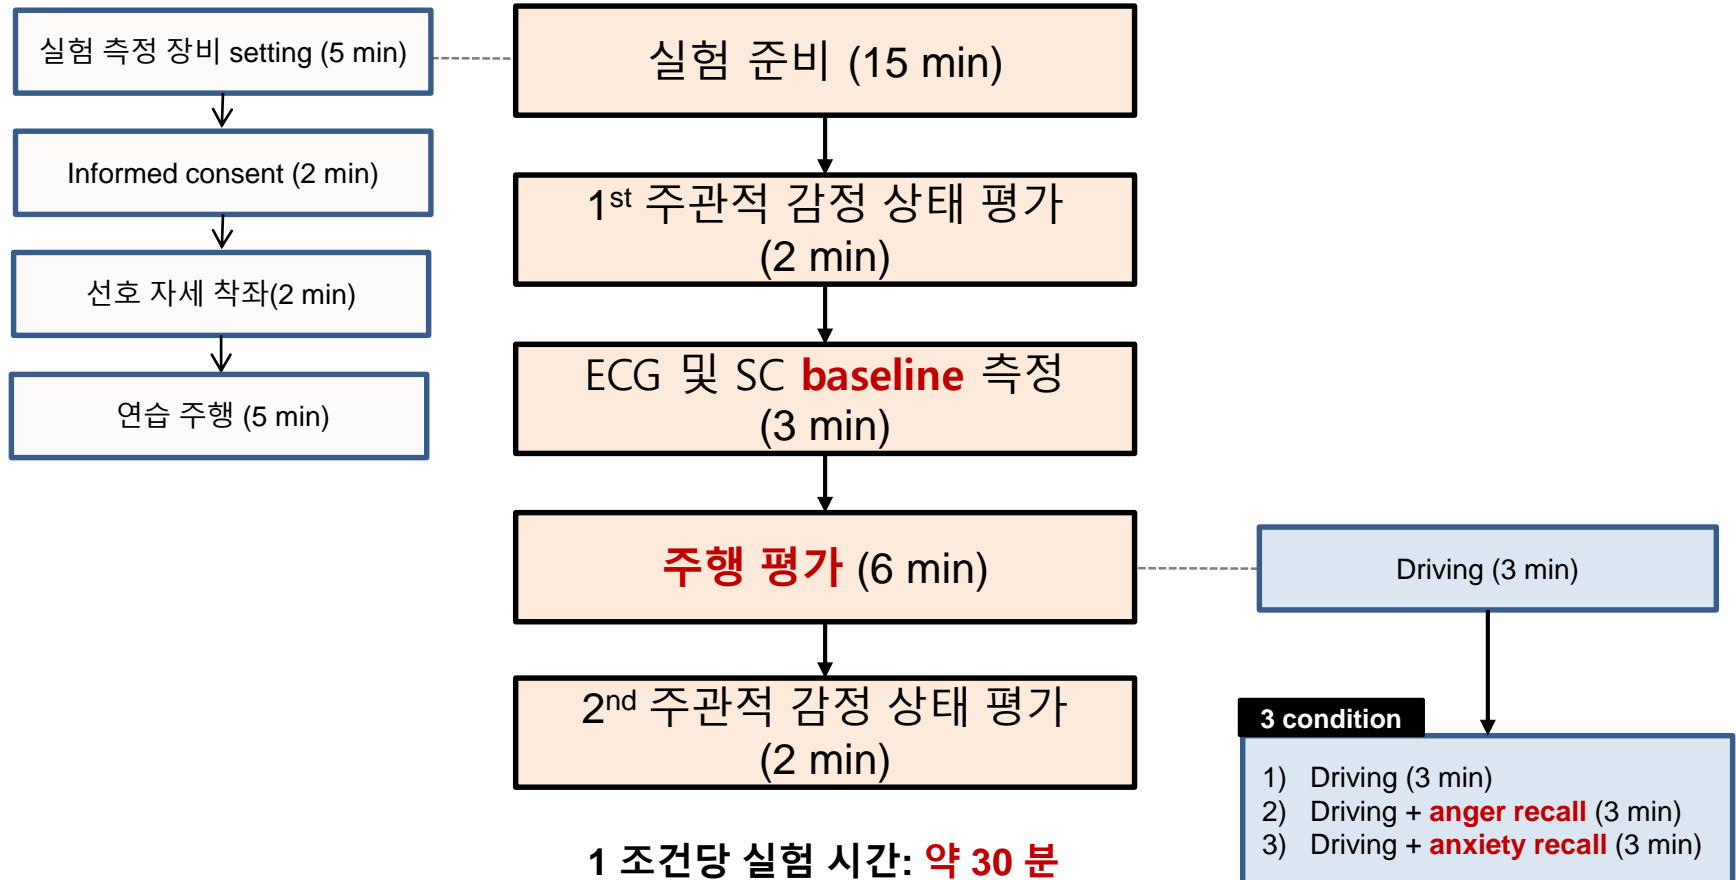 실험 측정 장비 setting (5 min)
Informed consent (2 min)
선호 자세 착좌(2 min)
연습 주행 (5 min)
실험 준비 (15 min)
1st 주관적 감정 상태 평가
(2 min)
ECG 및 SC baseline 측정
(3 min)
주행 평가 (6 min)
2nd 주관적 감정 상태 평가
(2 min)
1 조건당 실험 시간: 약 30 분
Driving (3 min)
3 condition
1) Driving (3 min)
2) Driving + anger recall (3 min)
3) Driving + anxiety recall (3 min)